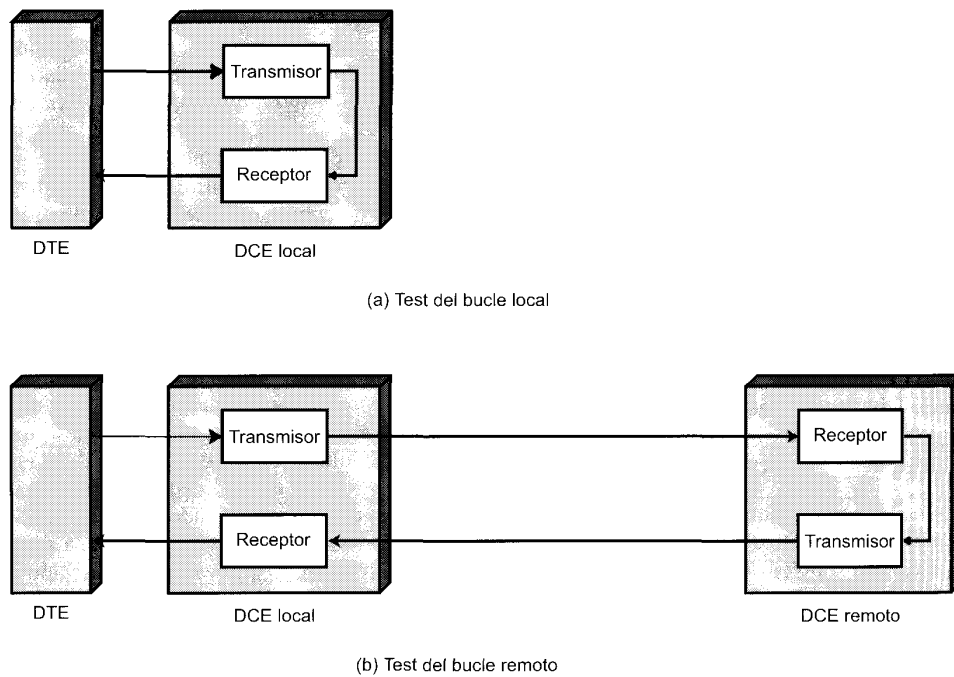 Transmisor
Receptor
DTE
DCE local
(a) Test del bucle local
Transmisor
Receptor
Receptor
Transmisor
DTE
DCE local
DCE remoto
(b) Test del bucle remoto